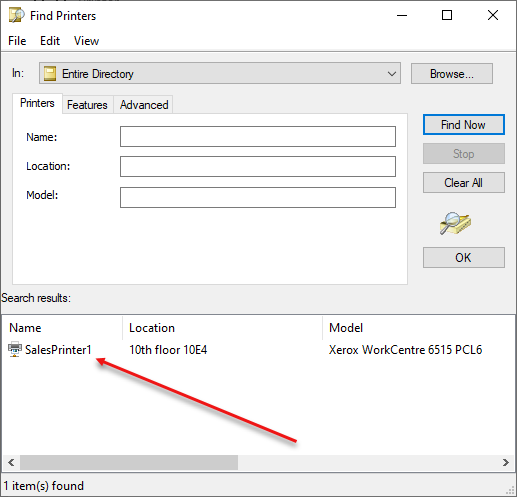 Find Printers
File Edit View
In: Entire Directory Browse...
Printers Features Advanced
Name:
Location:
Model:
Find Now
Stop
Clear All
OK
Search results:
Name Location Model
SalesPrinter1 10th floor 10E4 Xerox WorkCentre 6515 PCL6
1 item(s) found